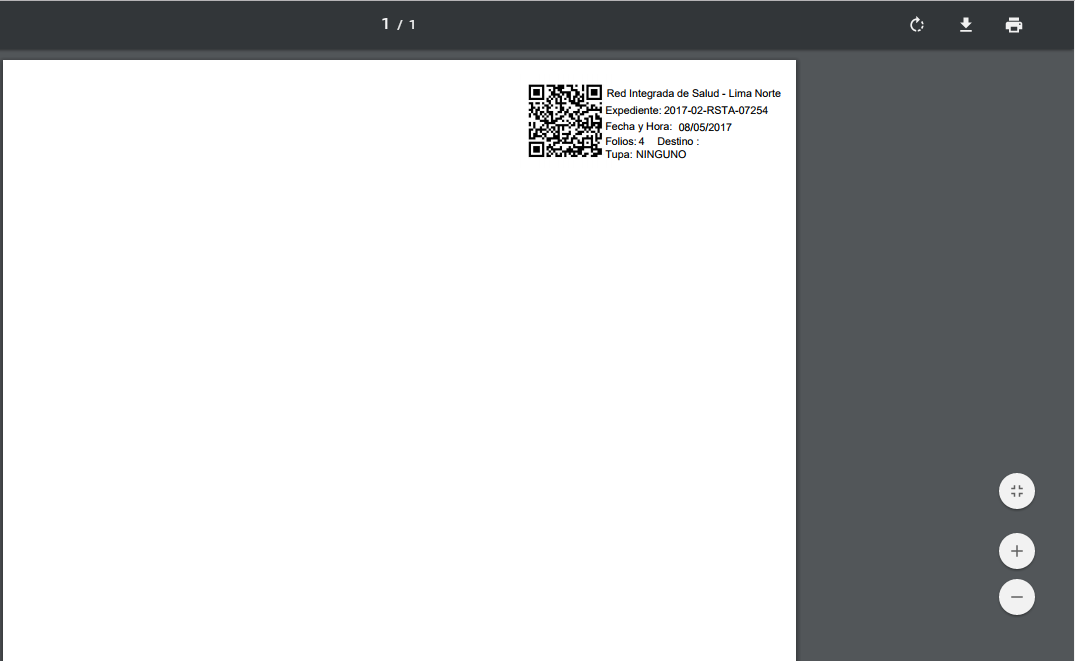 1 / 1
Red Integrada de Salud - Lima Norte
Expediente: 2017-02-RSTA-07254
Fecha y Hora: 08/05/2017
Folios: 4 Destino :
Tupa: NINGUNO